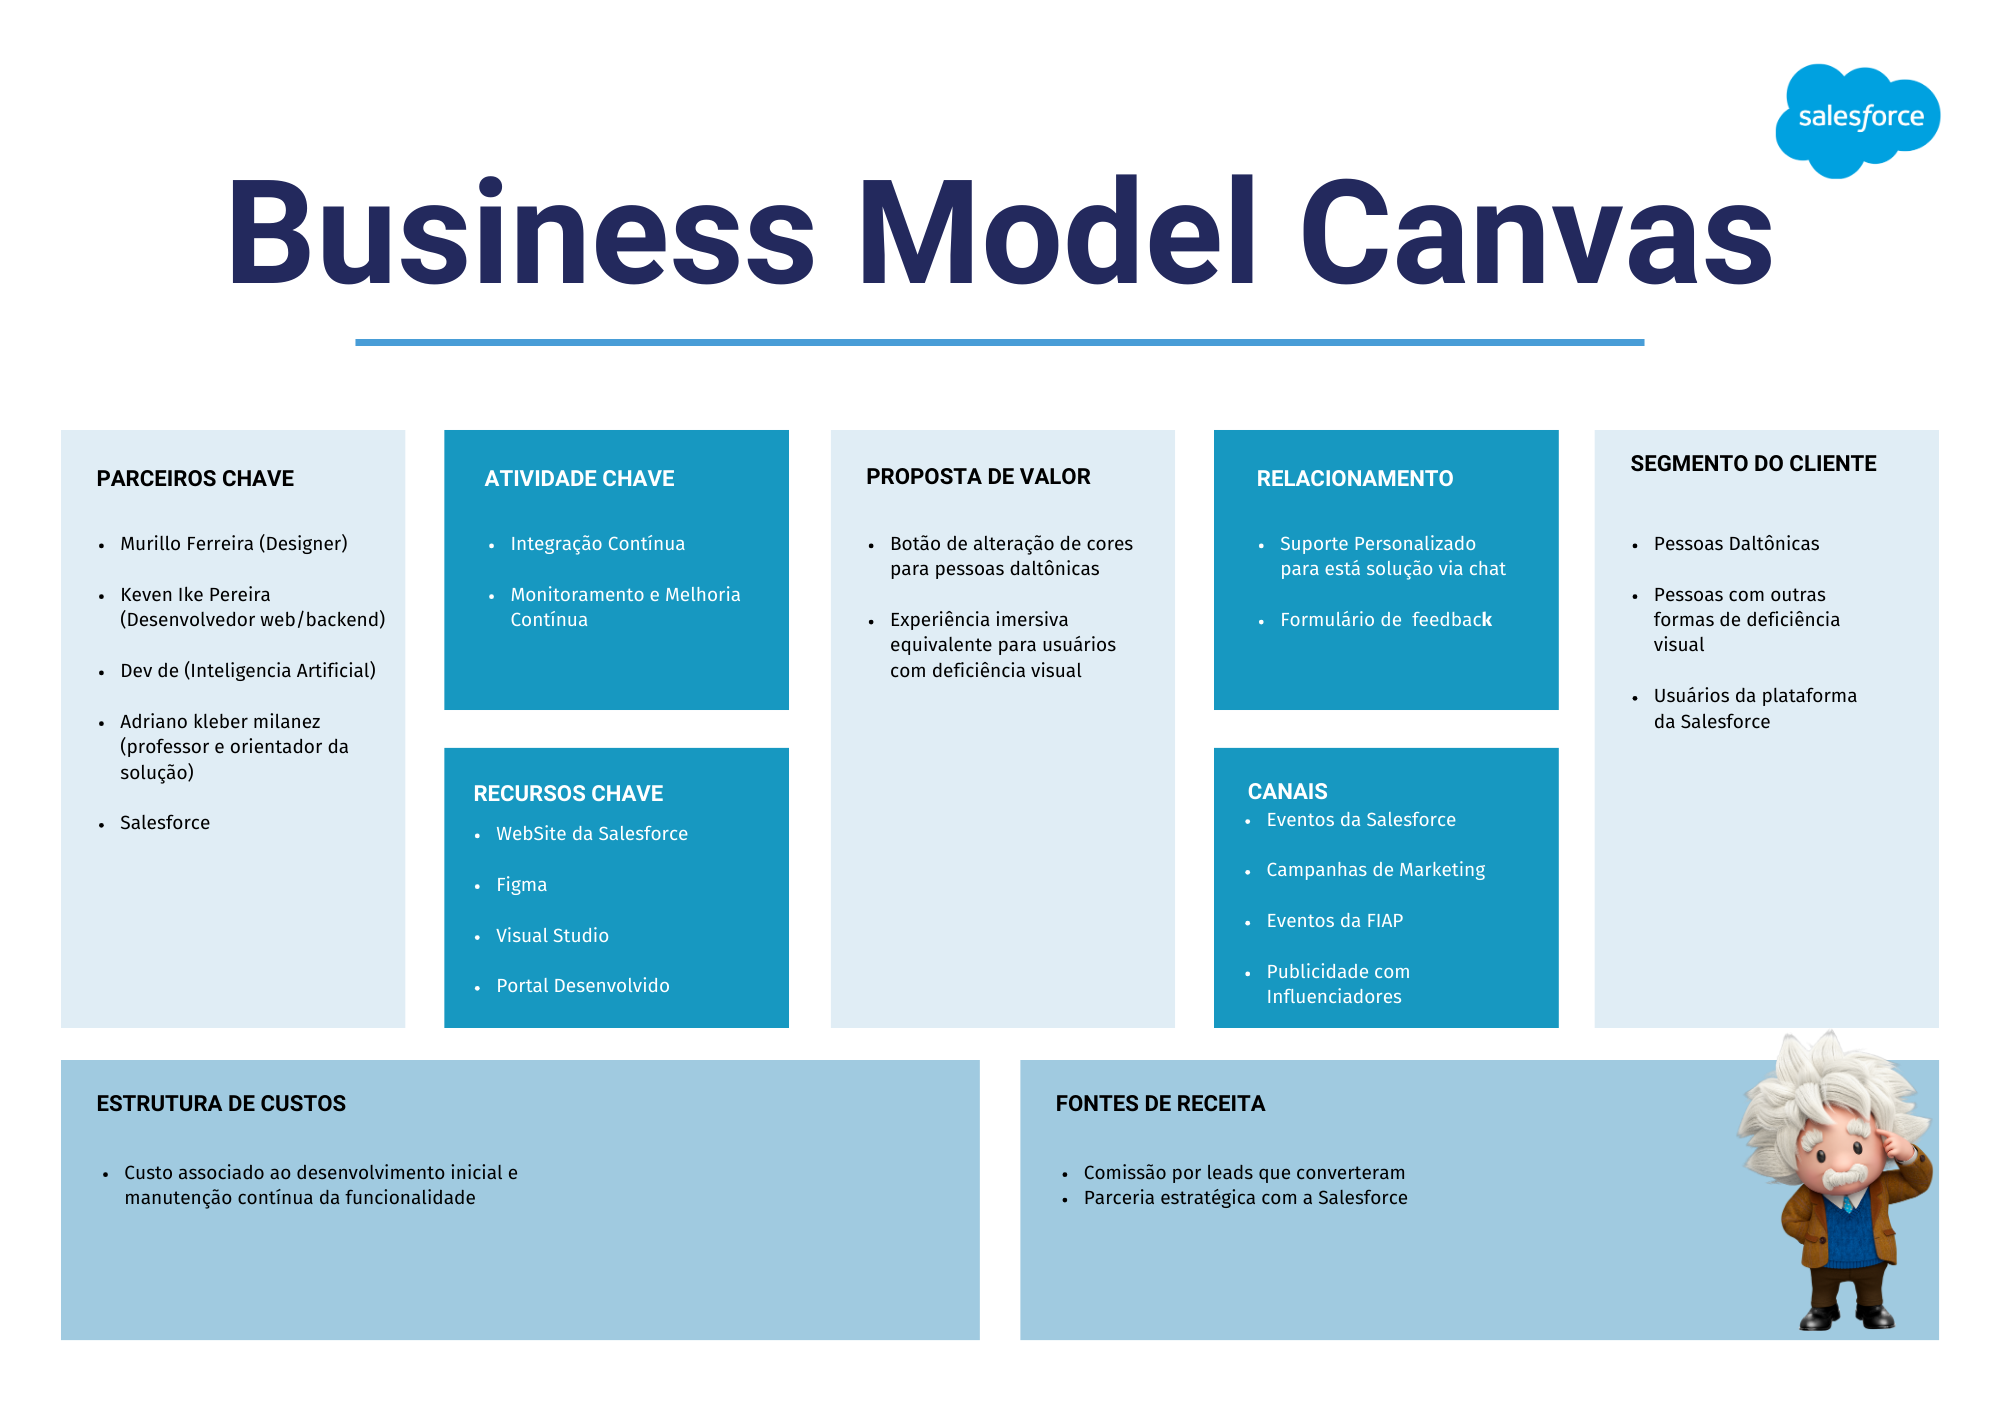 salesforce
Business Model Canvas
PARCEIROS CHAVE
• Murillo Ferreira (Designer)
• Keven Ike Pereira
(Desenvolvedor web/backend)
• Dev de (Inteligencia Artificial)
• Adriano kleber milanez
(professor e orientador da
solução)
• Salesforce
ATIVIDADE CHAVE
• Integração Contínua
• Monitoramento e Melhoria
Contínua
RECURSOS CHAVE
• WebSite da Salesforce
• Figma
• Visual Studio
• Portal Desenvolvido
PROPOSTA DE VALOR
• Botão de alteração de cores
para pessoas daltônicas
• Experiência imersiva
equivalente para usuários
com deficiência visual
RELACIONAMENTO
• Suporte Personalizado
para está solução via chat
• Formulário de feedback
CANAIS
• Eventos da Salesforce
• Campanhas de Marketing
• Eventos da FIAP
• Publicidade com
Influenciadores
SEGMENTO DO CLIENTE
• Pessoas Daltônicas
• Pessoas com outras
formas de deficiência
visual
• Usuários da plataforma
da Salesforce
ESTRUTURA DE CUSTOS
• Custo associado ao desenvolvimento inicial e
manutenção contínua da funcionalidade
FONTES DE RECEITA
• Comissão por leads que converteram
• Parceria estratégica com a Salesforce